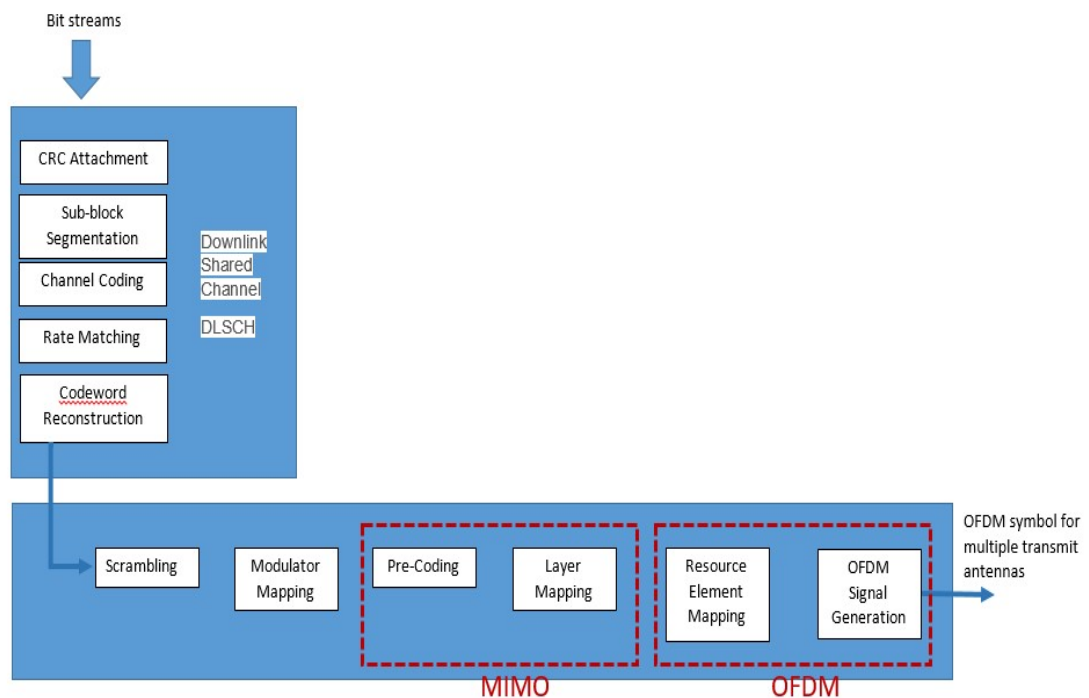 Bit streams
CRC Attachment
Sub-block
Segmentation
Channel Coding
Rate Matching
Codeword
Reconstruction
Downlink
Shared
Channel
DLSCH
Scrambling
Modulator
Mapping
Pre-Coding
Layer
Mapping
Resource
Element
Mapping
OFDM
Signal
Generation
OFDM symbol for
multiple transmit
antennas
MIMO
OFDM